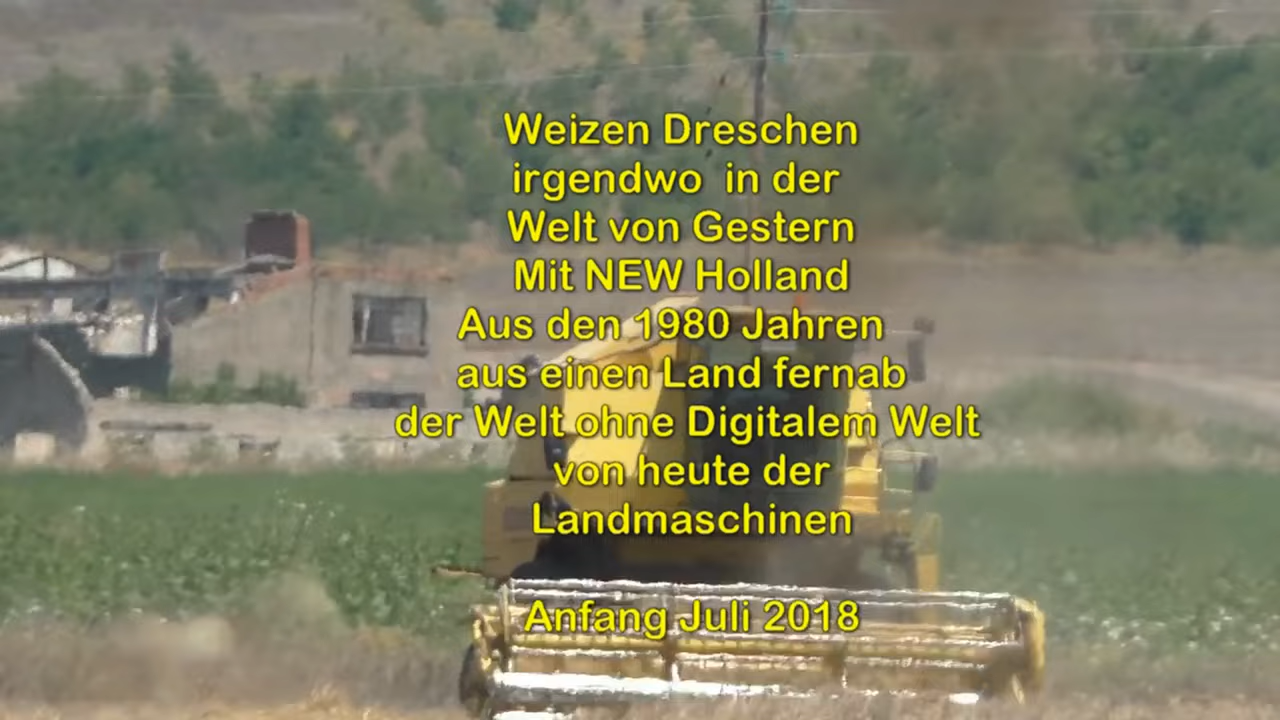 Weizen Dreschen
irgendwo in der
Welt von Gestern
Mit NEW Holland
Aus den 1980 Jahren
aus einen Land fernab
der Welt ohne Digitalem Welt
von heute der
Landmaschinen
Anfang Juli 2018